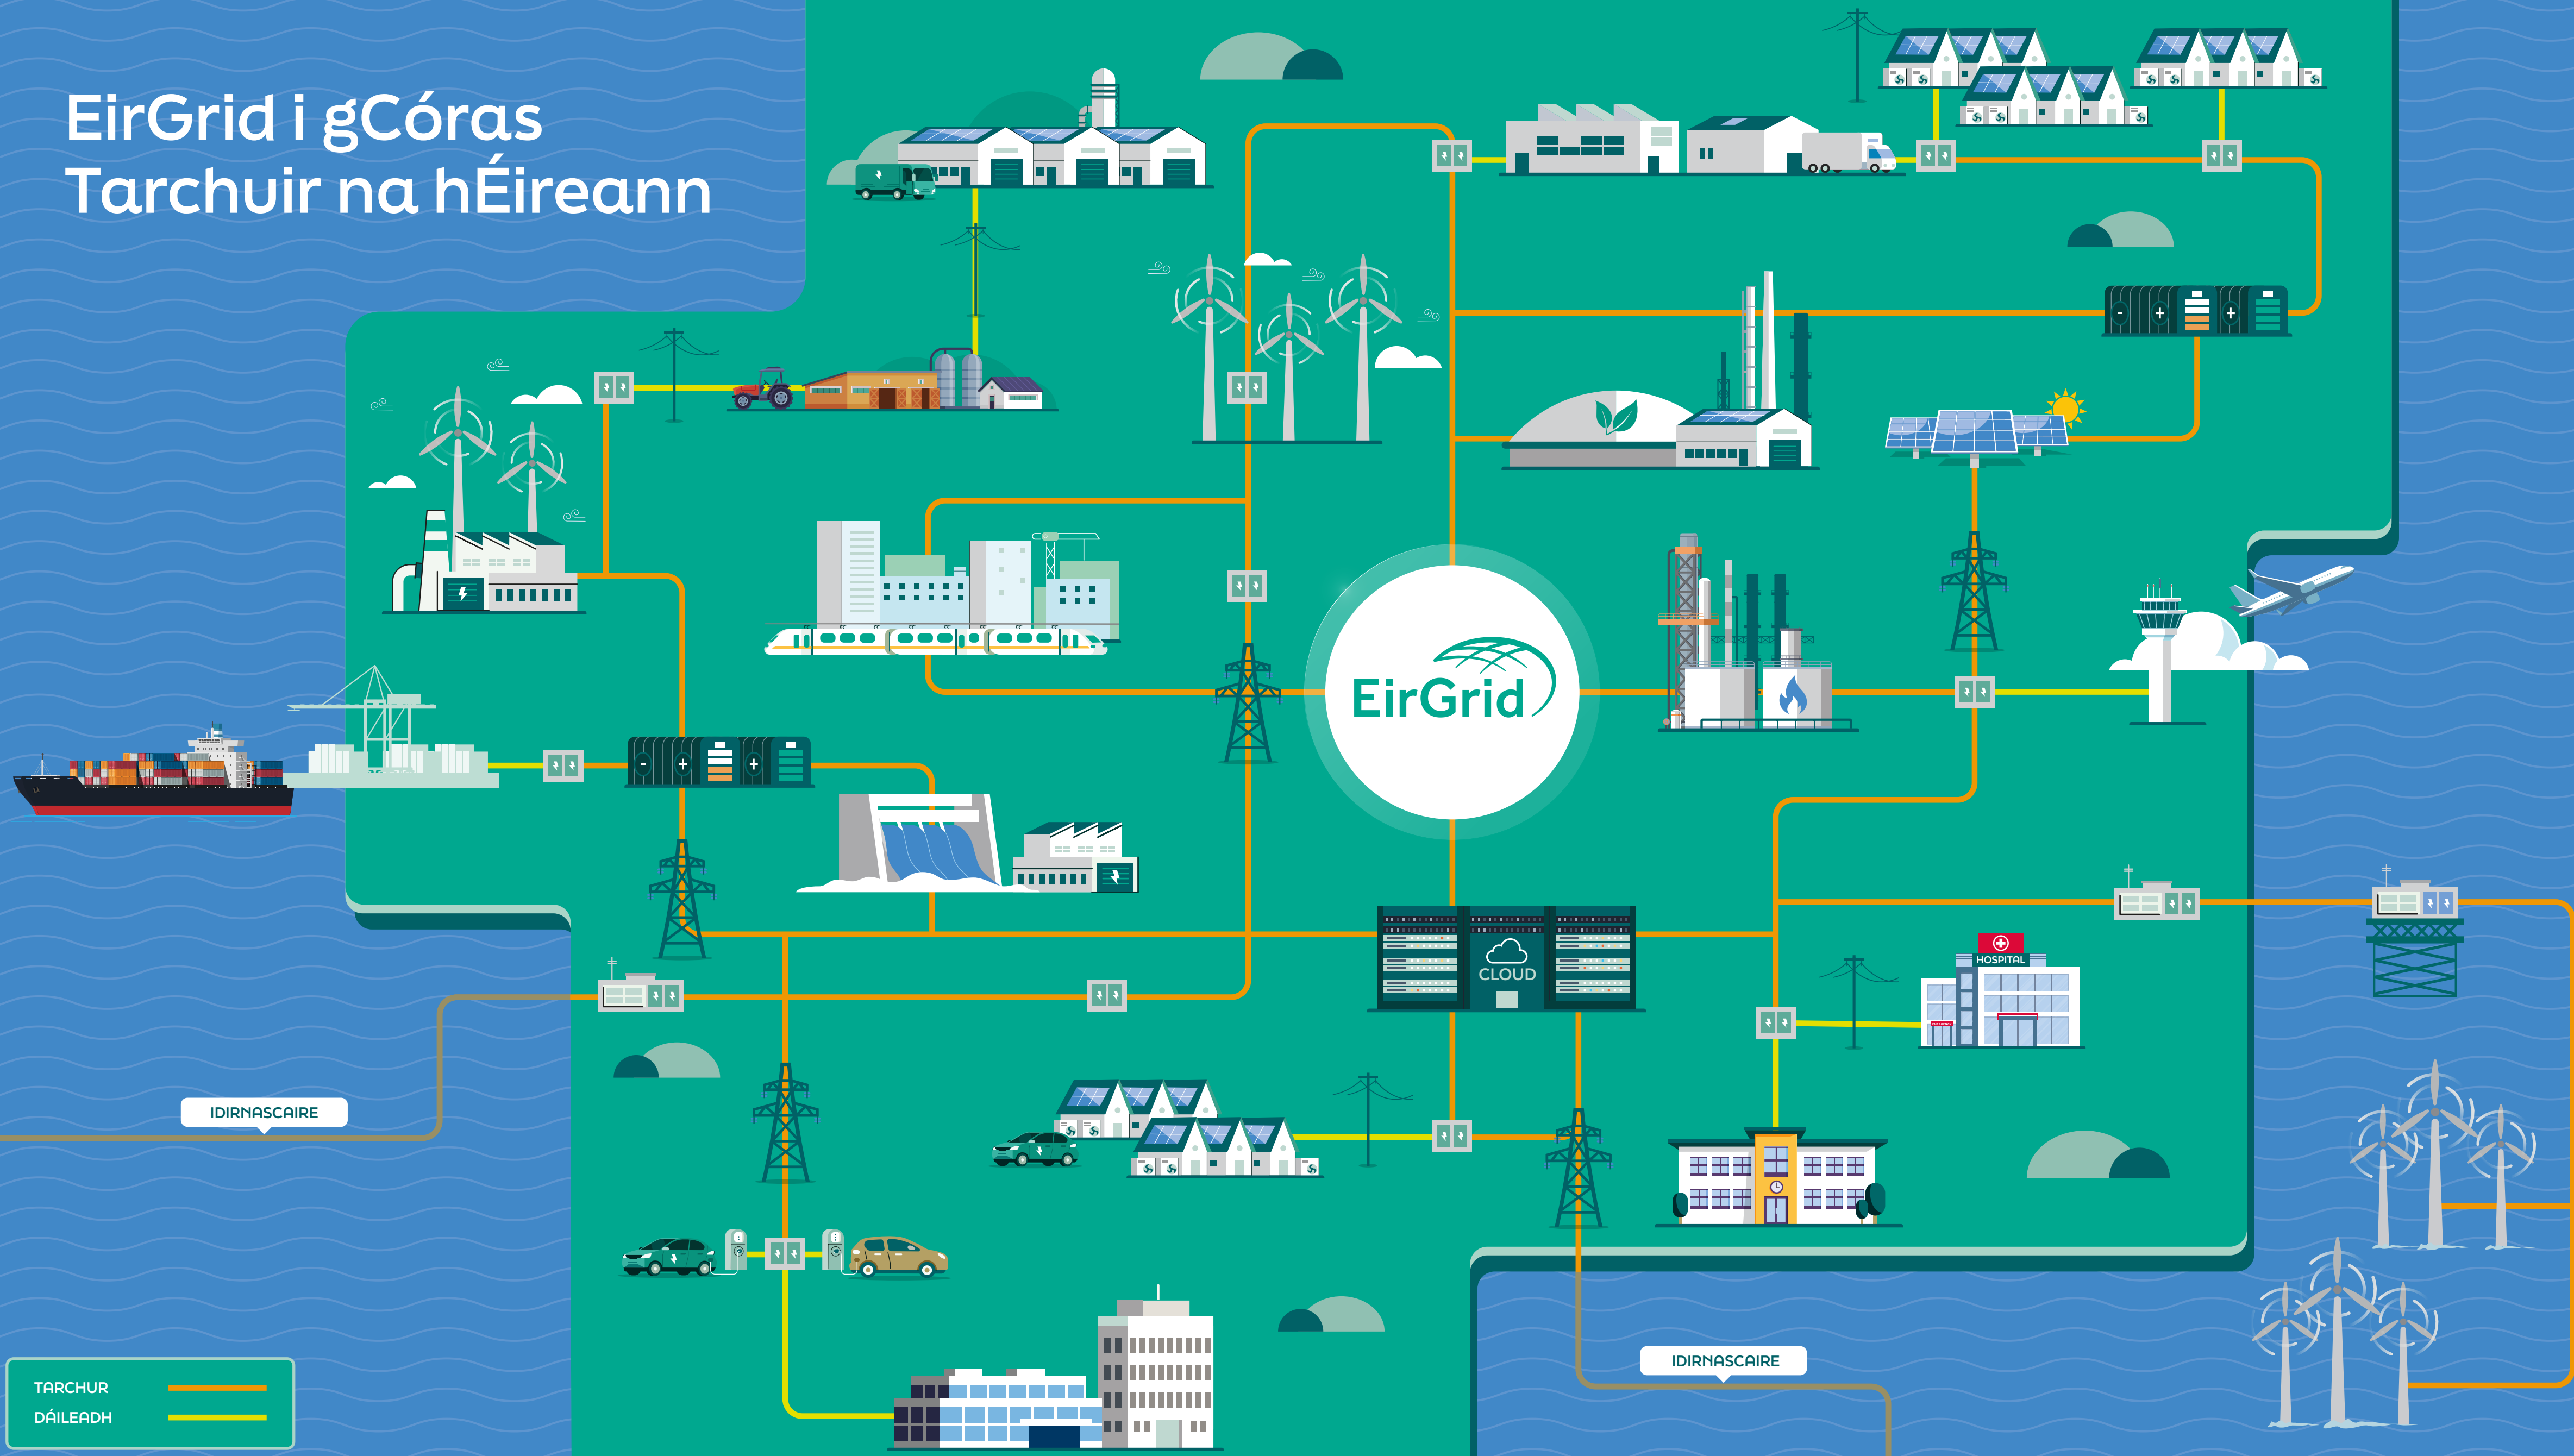 EirGrid i gCóras
Tarchuir na hÉireann
EirGrid
CLOUD
HOSPITAL
IDIRNASCAIRE
IDIRNASCAIRE
TARCHUR
DÁILEADH